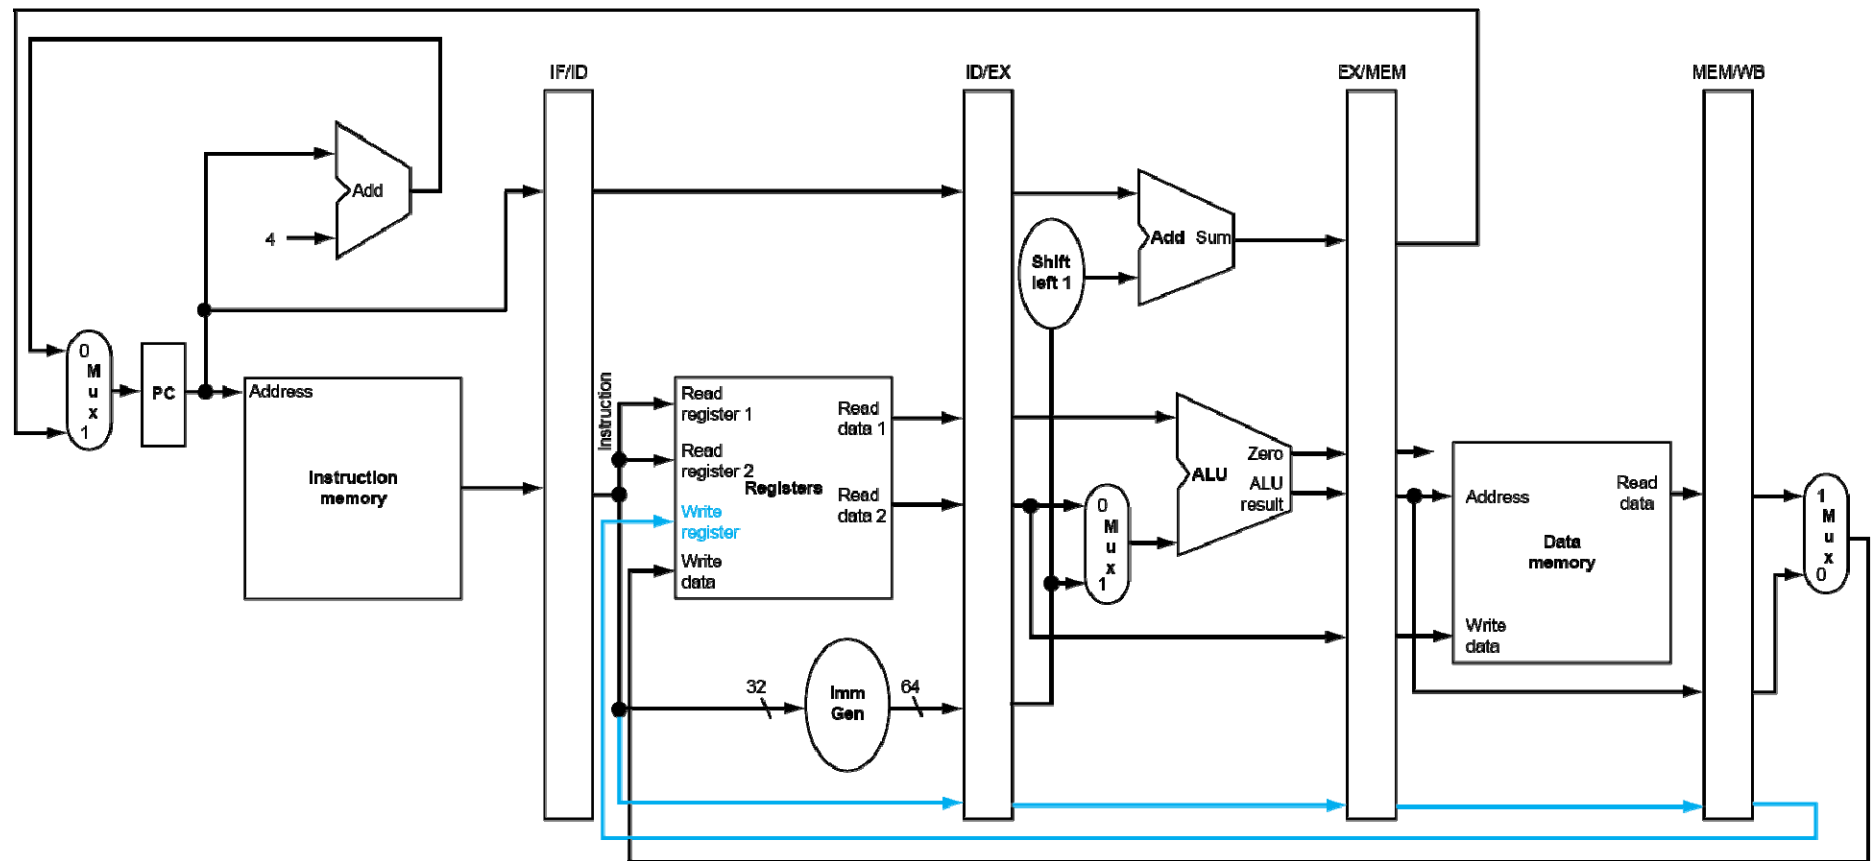 IF/ID
ID/EX
EX/MEM
MEM/WB
Add
4
Add Sum
Shift
left 1
0
M
u
x
1
PC
Address
Instruction
memory
Instruction
Read
register 1
Read
register 2
Registers
Write
register
Write
data
Read
data 1
Read
data 2
0
M
u
x
1
Zero
ALU
ALU
result
Address
Read
data
Data
memory
Write
data
1
M
u
x
0
32
Imm
Gen
64